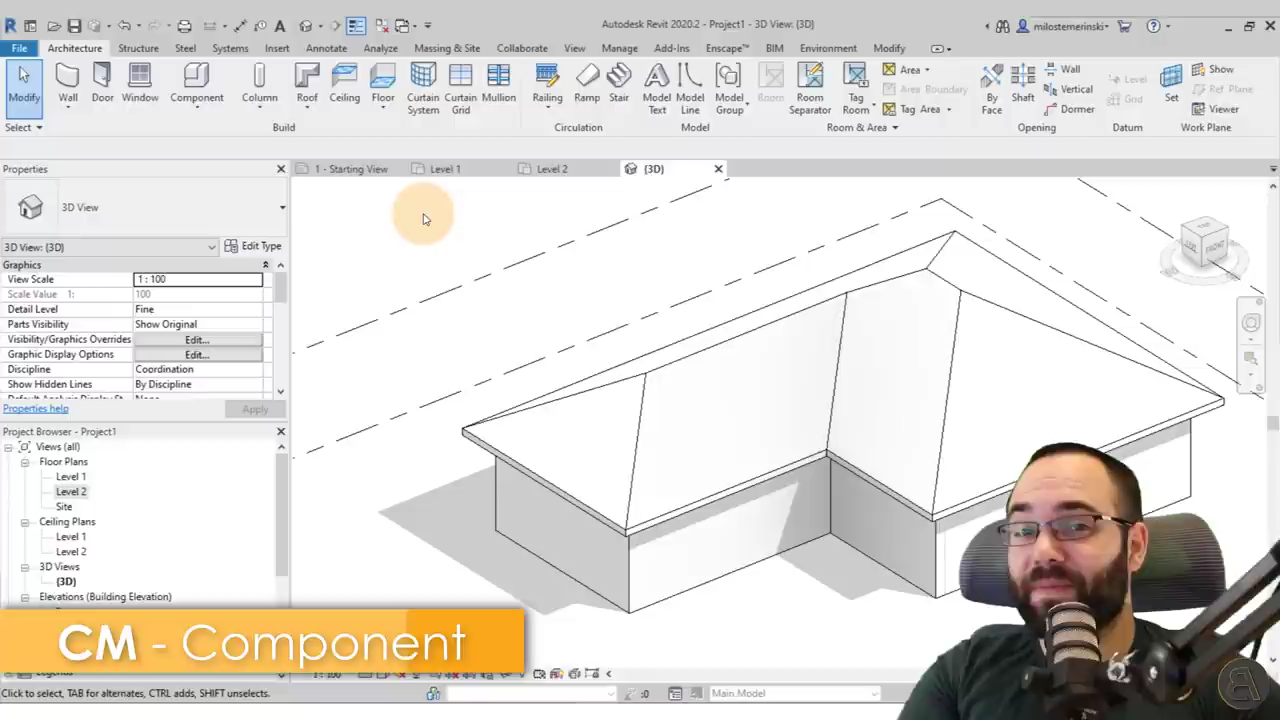 Autodesk Revit 2020.2 - Project1 - 3D View: {3D}
milostemerinski
File Architecture Structure Steel Systems Insert Annotate Analyze Massing & Site Collaborate View Manage Add-Ins Enscape™ BIM Environment Modify
Modify
Wall Door Window Component Column Roof Ceiling Floor Curtain System Curtain Grid Mullion
Railing Ramp Stair Model Text Model Line Model Group
Room Room Separator Tag Room
Area
Area Boundary
Tag Area
By Face Shaft
Wall
Vertical
Dormer
Level
Grid
Set
Show
Ref Plane
Viewer
Select Build Circulation Model Room & Area Opening Datum Work Plane
Properties
1 - Starting View Level 1 Level 2 {3D}
3D View
3D View: {3D} Edit Type
Graphics
View Scale 1 : 100
Scale Value 1: 100
Detail Level Fine
Parts Visibility Show Original
Visibility/Graphics Overrides Edit...
Graphic Display Options Edit...
Discipline Coordination
Show Hidden Lines By Discipline
Properties help Apply
Project Browser - Project1
Views (all)
Floor Plans
Level 1
Level 2
Site
Ceiling Plans
Level 1
Level 2
3D Views
{3D}
Elevations (Building Elevation)
FRONT
CM - Component
1 : 100
Click to select, TAB for alternates, CTRL adds, SHIFT unselects.
:0
Main Model